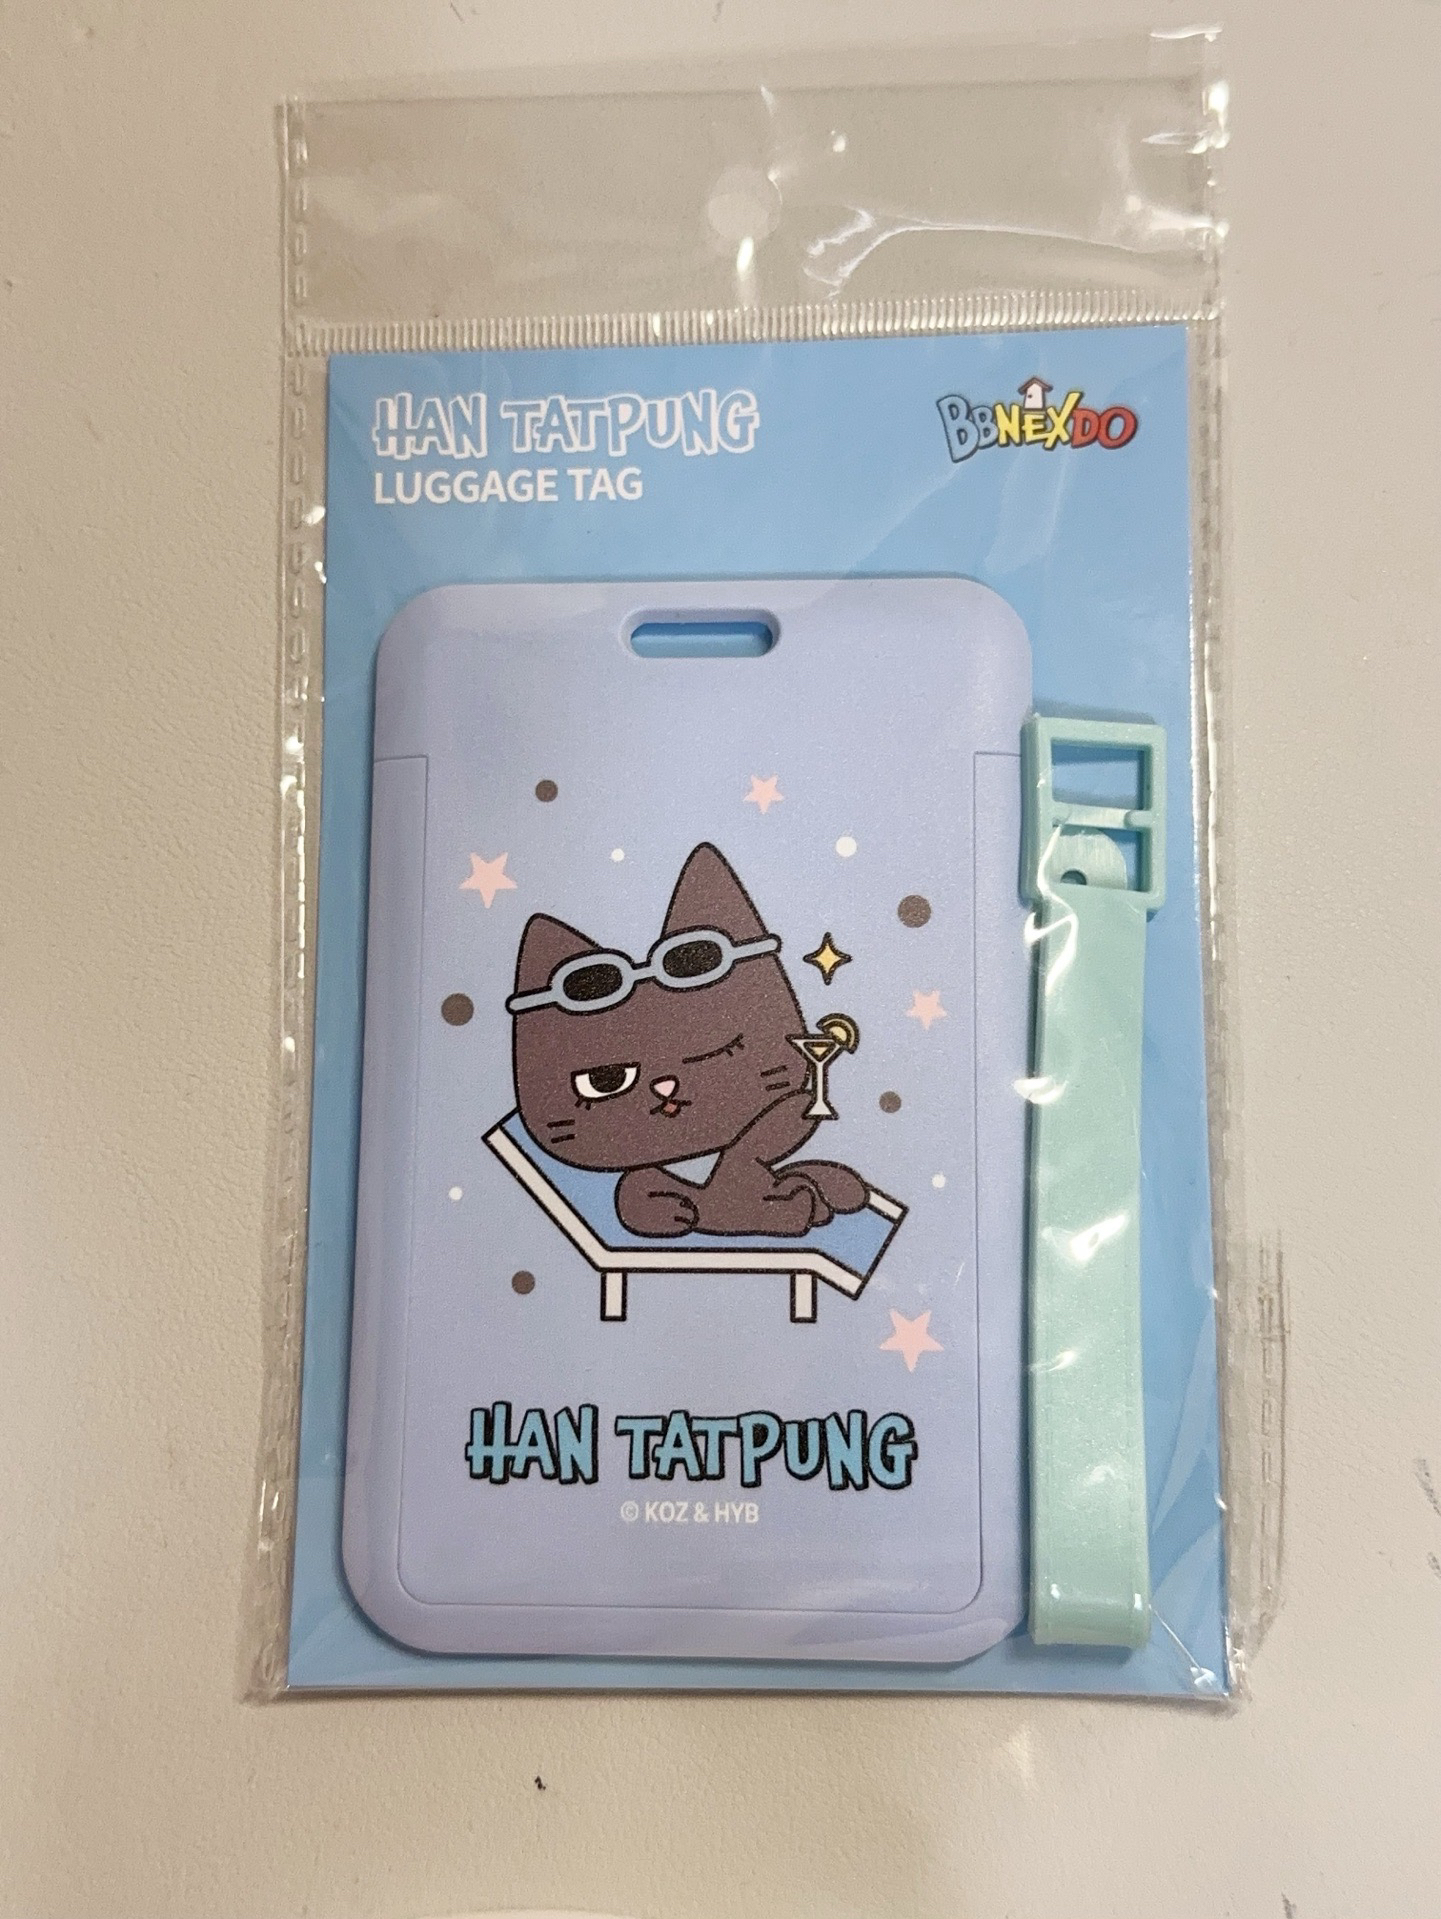 HAN TATPUNG
LUGGAGE TAG
BBNEXDO
HAN TATPUNG
© KOZ & HYB